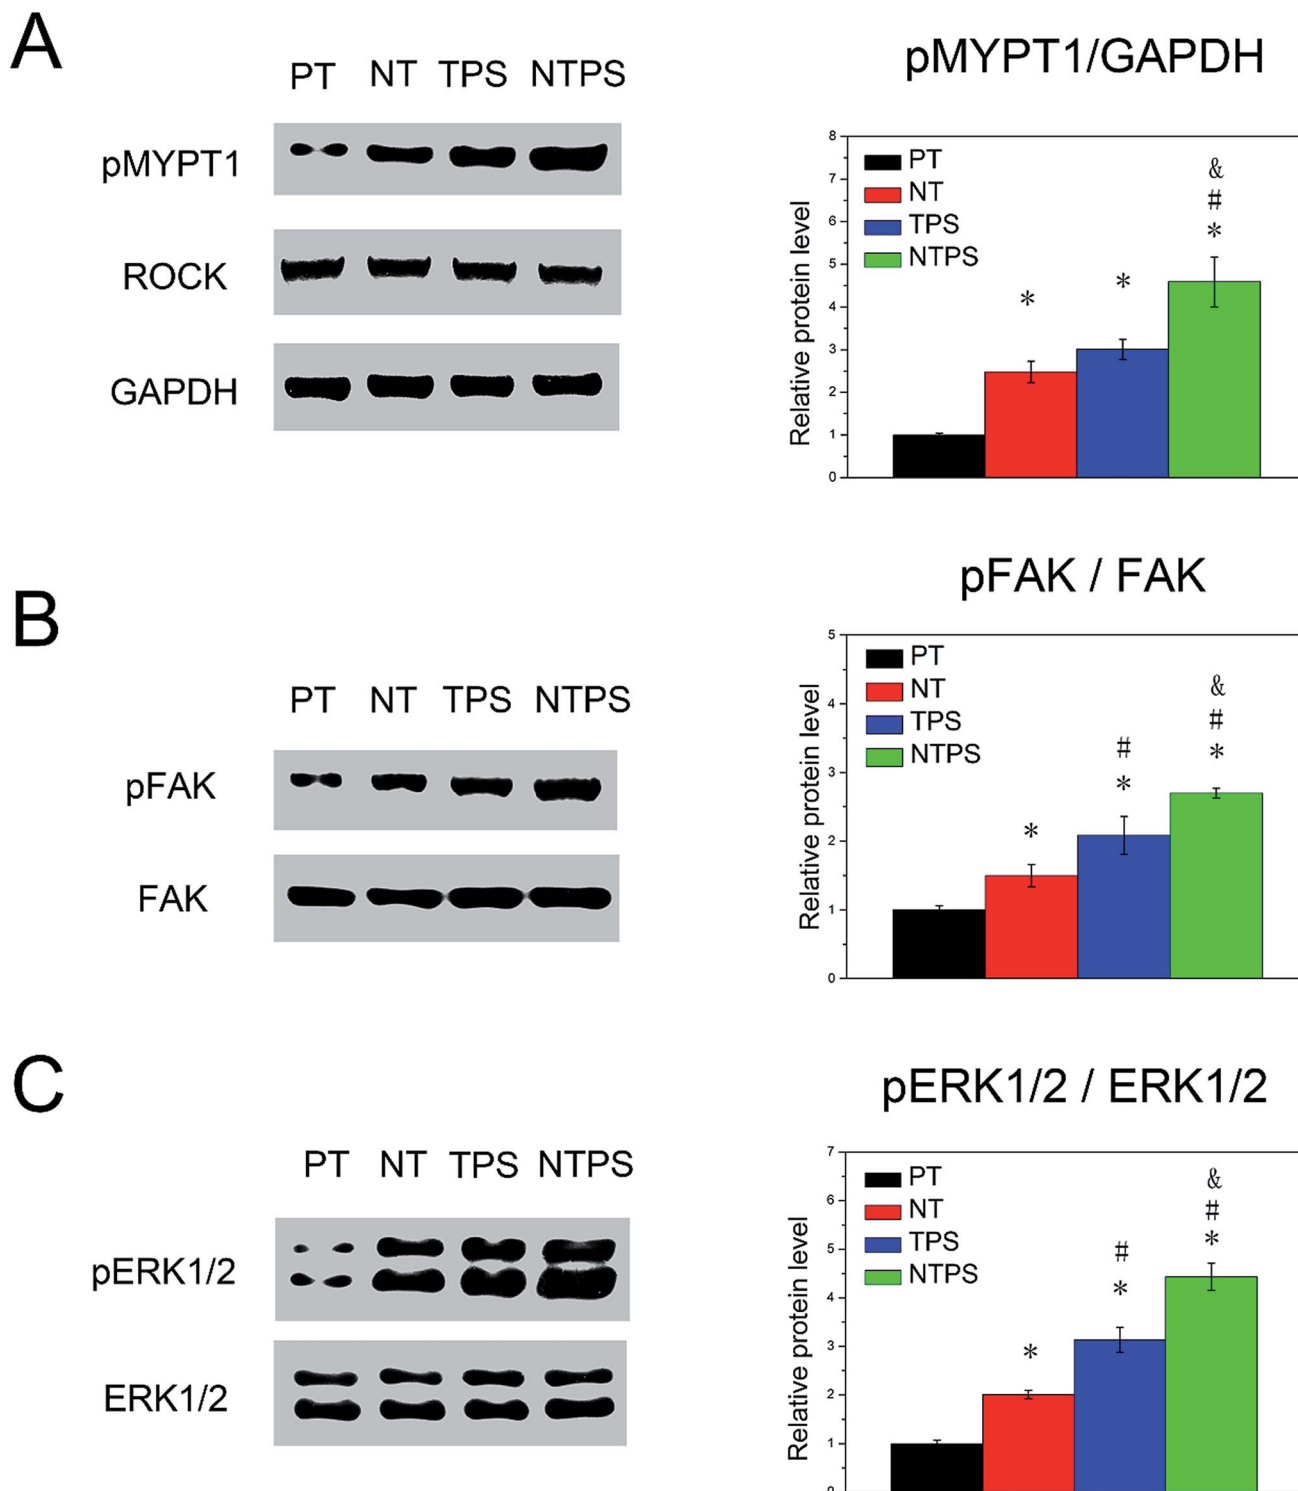 A
PT NT TPS NTPS
pMYPT1
ROCK
GAPDH
pMYPT1/GAPDH
Relative protein level
8
7
6
5
4
3
2
1
0
PT
NT
TPS
NTPS
*
*
&
#
*
B
PT NT TPS NTPS
pFAK
FAK
pFAK / FAK
Relative protein level
5
4
3
2
1
0
PT
NT
TPS
NTPS
*
#
*
&
#
*
C
PT NT TPS NTPS
pERK1/2
ERK1/2
pERK1/2 / ERK1/2
Relative protein level
7
6
5
4
3
2
1
0
PT
NT
TPS
NTPS
*
#
*
&
#
*